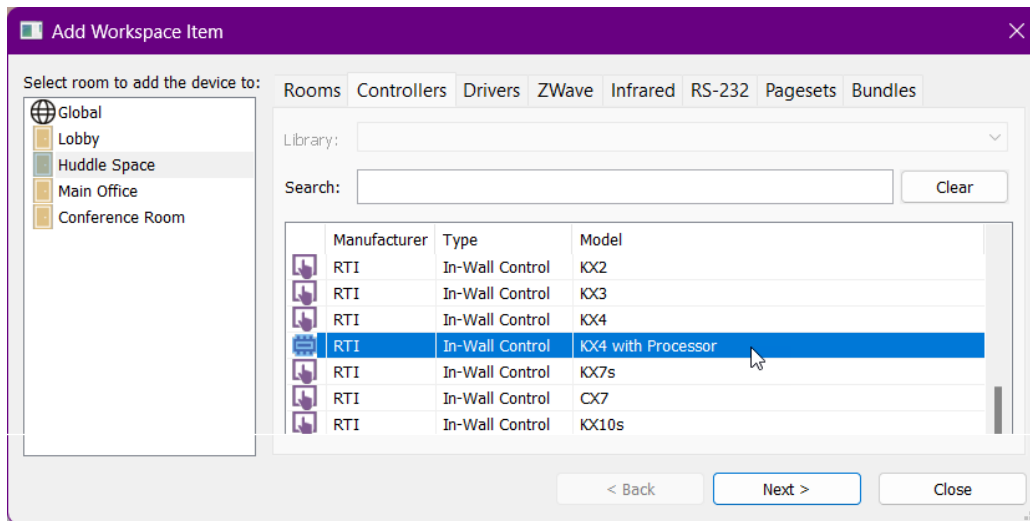 Add Workspace Item
Select room to add the device to:
Global
Lobby
Huddle Space
Main Office
Conference Room
Rooms Controllers Drivers ZWave Infrared RS-232 Pagesets Bundles
Library:
Search: Clear
Manufacturer Type Model
RTI In-Wall Control KX2
RTI In-Wall Control KX3
RTI In-Wall Control KX4
RTI In-Wall Control KX4 with Processor
RTI In-Wall Control KX7s
RTI In-Wall Control CX7
RTI In-Wall Control KX10s
< Back Next > Close